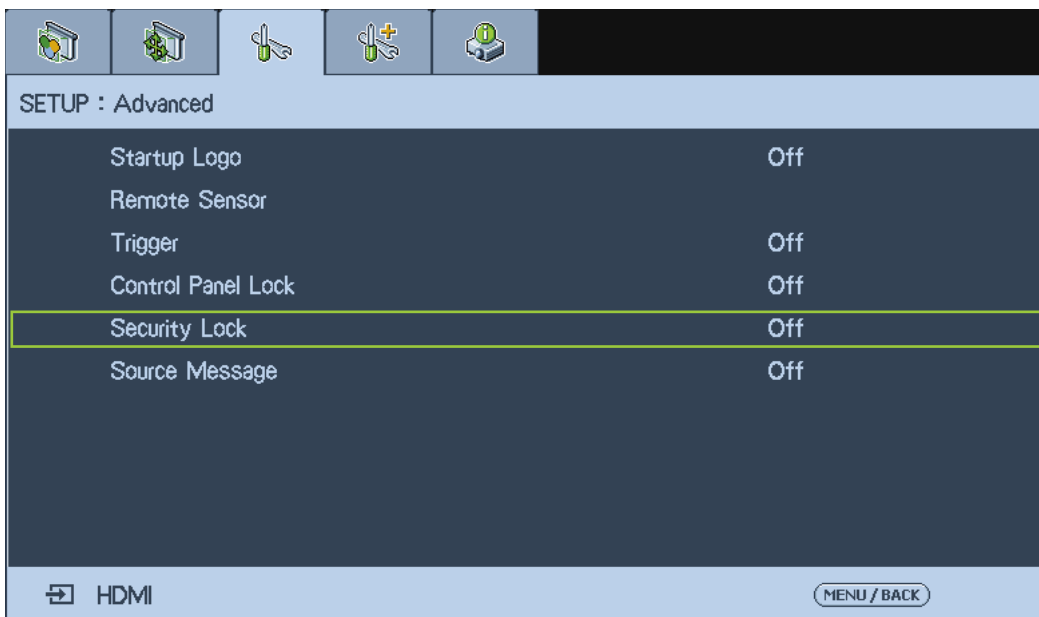 SETUP : Advanced
Startup Logo Off
Remote Sensor
Trigger Off
Control Panel Lock Off
Security Lock Off
Source Message Off
HDMI MENU / BACK